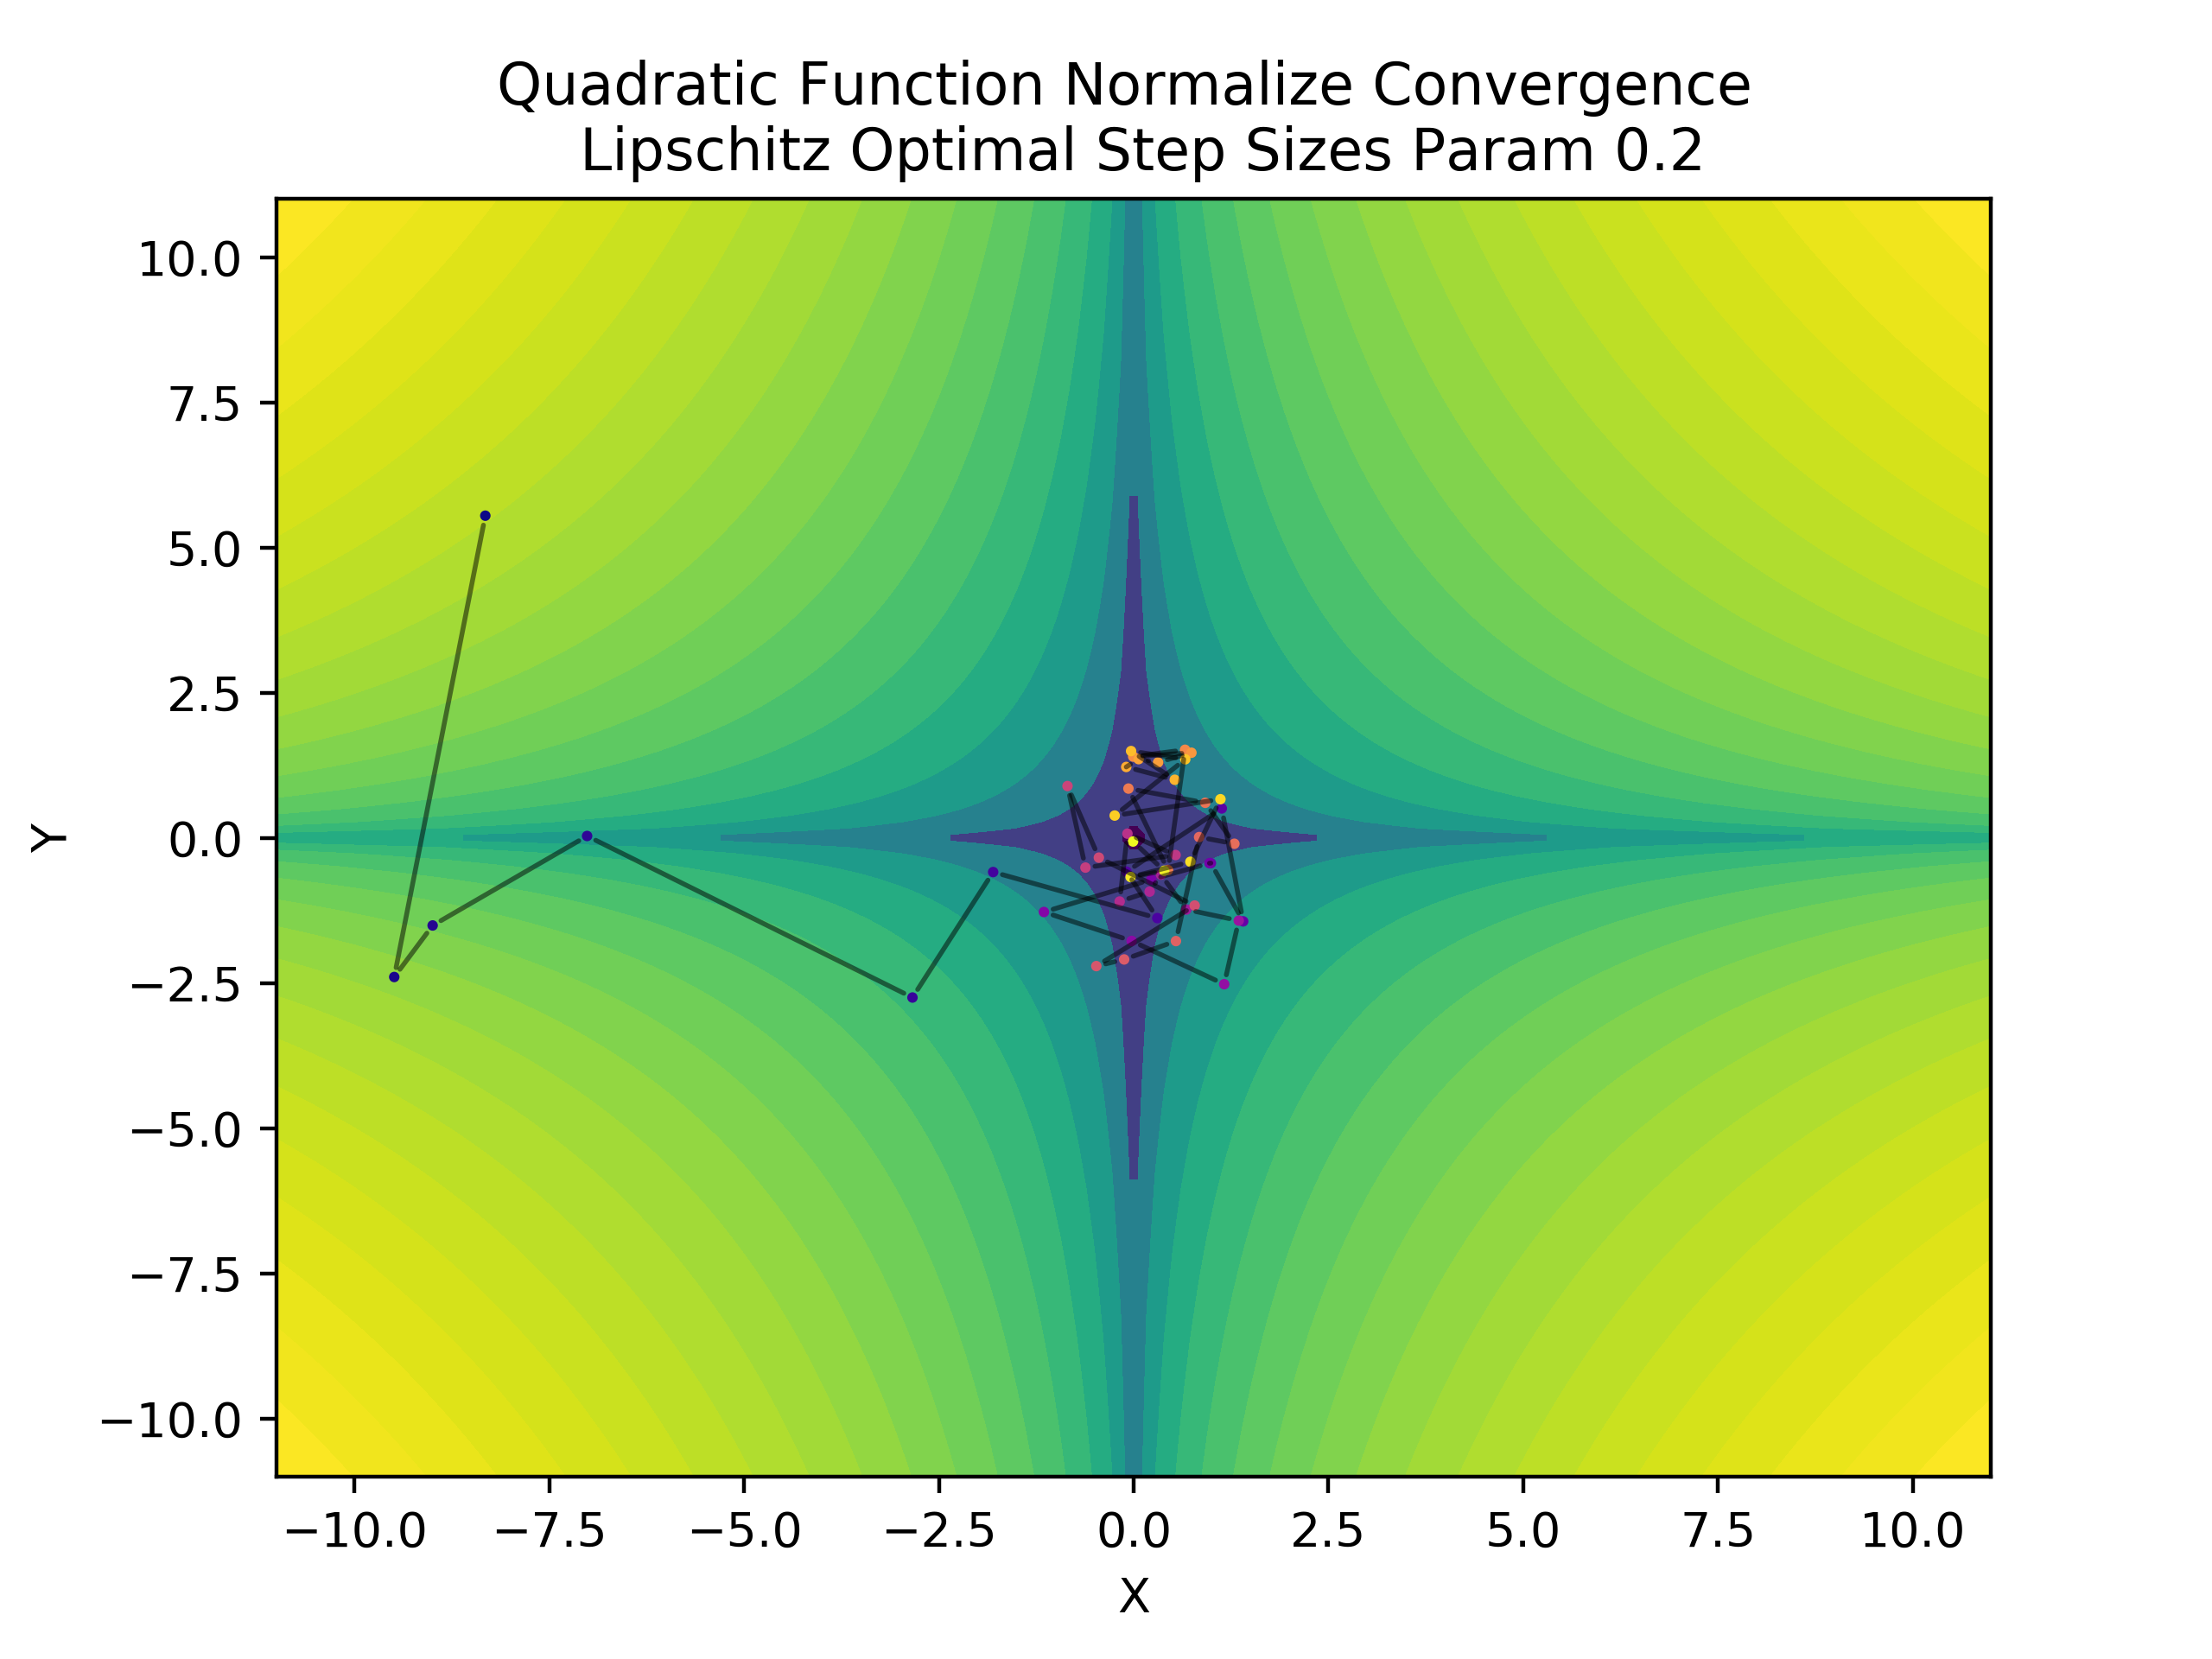 Quadratic Function Normalize Convergence
Lipschitz Optimal Step Sizes Param 0.2
10.0
7.5
5.0
2.5
0.0
−2.5
−5.0
−7.5
−10.0
Y
−10.0 −7.5 −5.0 −2.5 0.0 2.5 5.0 7.5 10.0
X